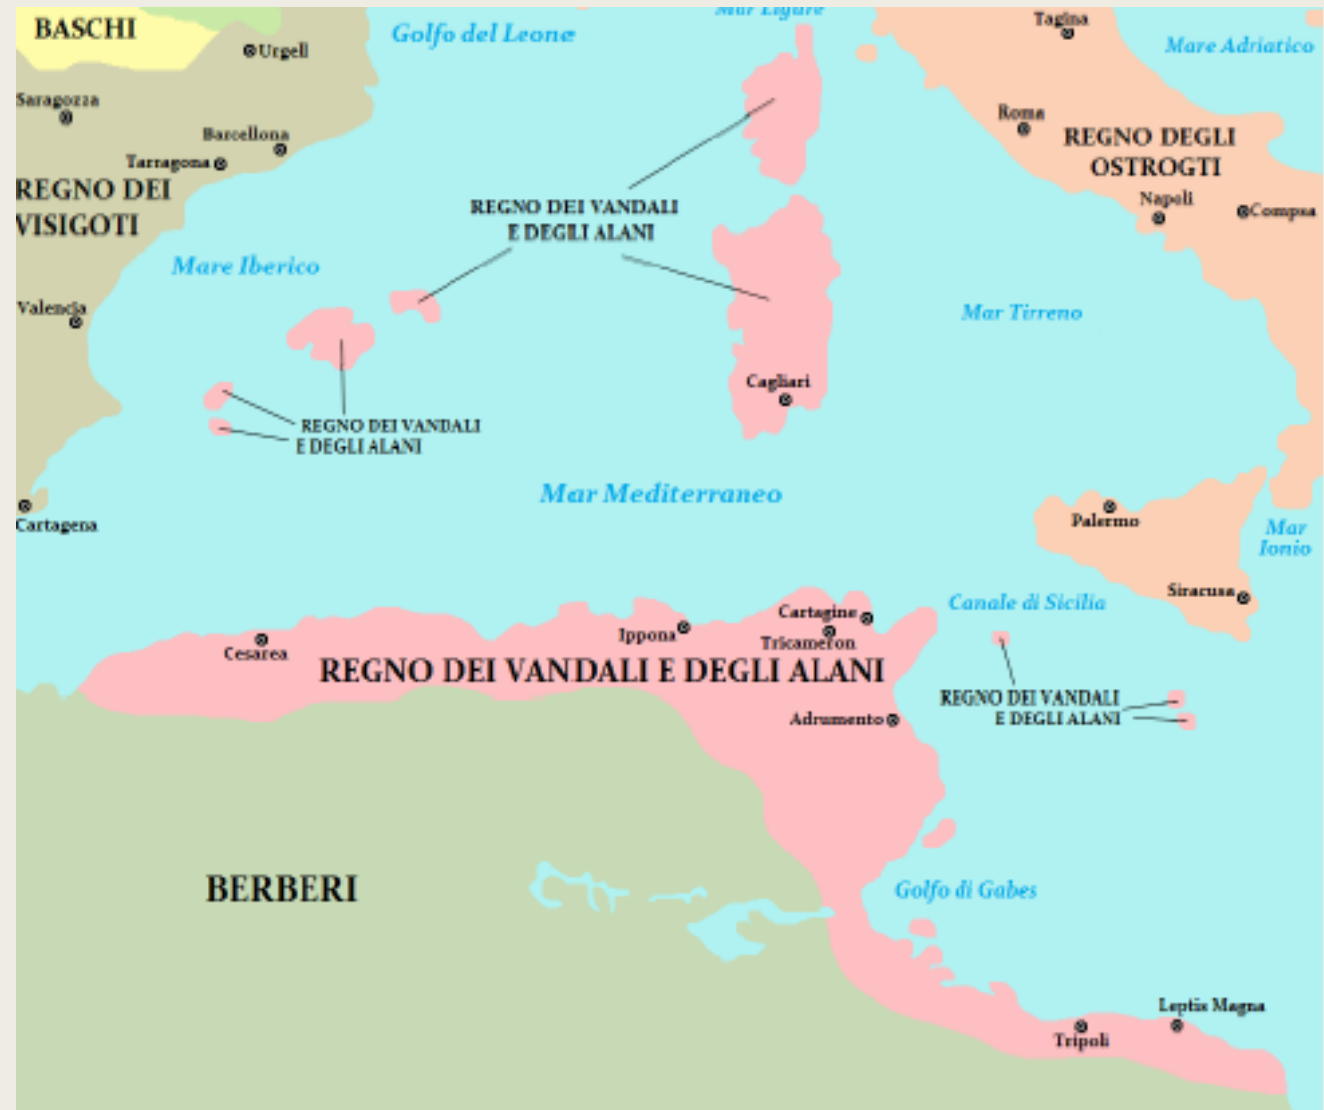 Mar Ligure
BASCHI
Golfo del Leone
Tagina
Mare Adriatico
Urgell
Saragozza
Roma
Barcellona
REGNO DEGLI
OSTROGTI
Tarragona
REGNO DEI
VISIGOTI
Napoli
Compsa
REGNO DEI VANDALI
E DEGLI ALANI
Mare Iberico
Valencia
Mar Tirreno
Cagliari
REGNO DEI VANDALI
E DEGLI ALANI
Mar Mediterraneo
Cartagena
Palermo
Mar
Ionio
Siracusa
Canale di Sicilia
Cartagine
Ippona
Tricameron
Cesarea
REGNO DEI VANDALI E DEGLI ALANI
REGNO DEI VANDALI
E DEGLI ALANI
Adrumento
BERBERI
Golfo di Gabes
Leptis Magna
Tripoli